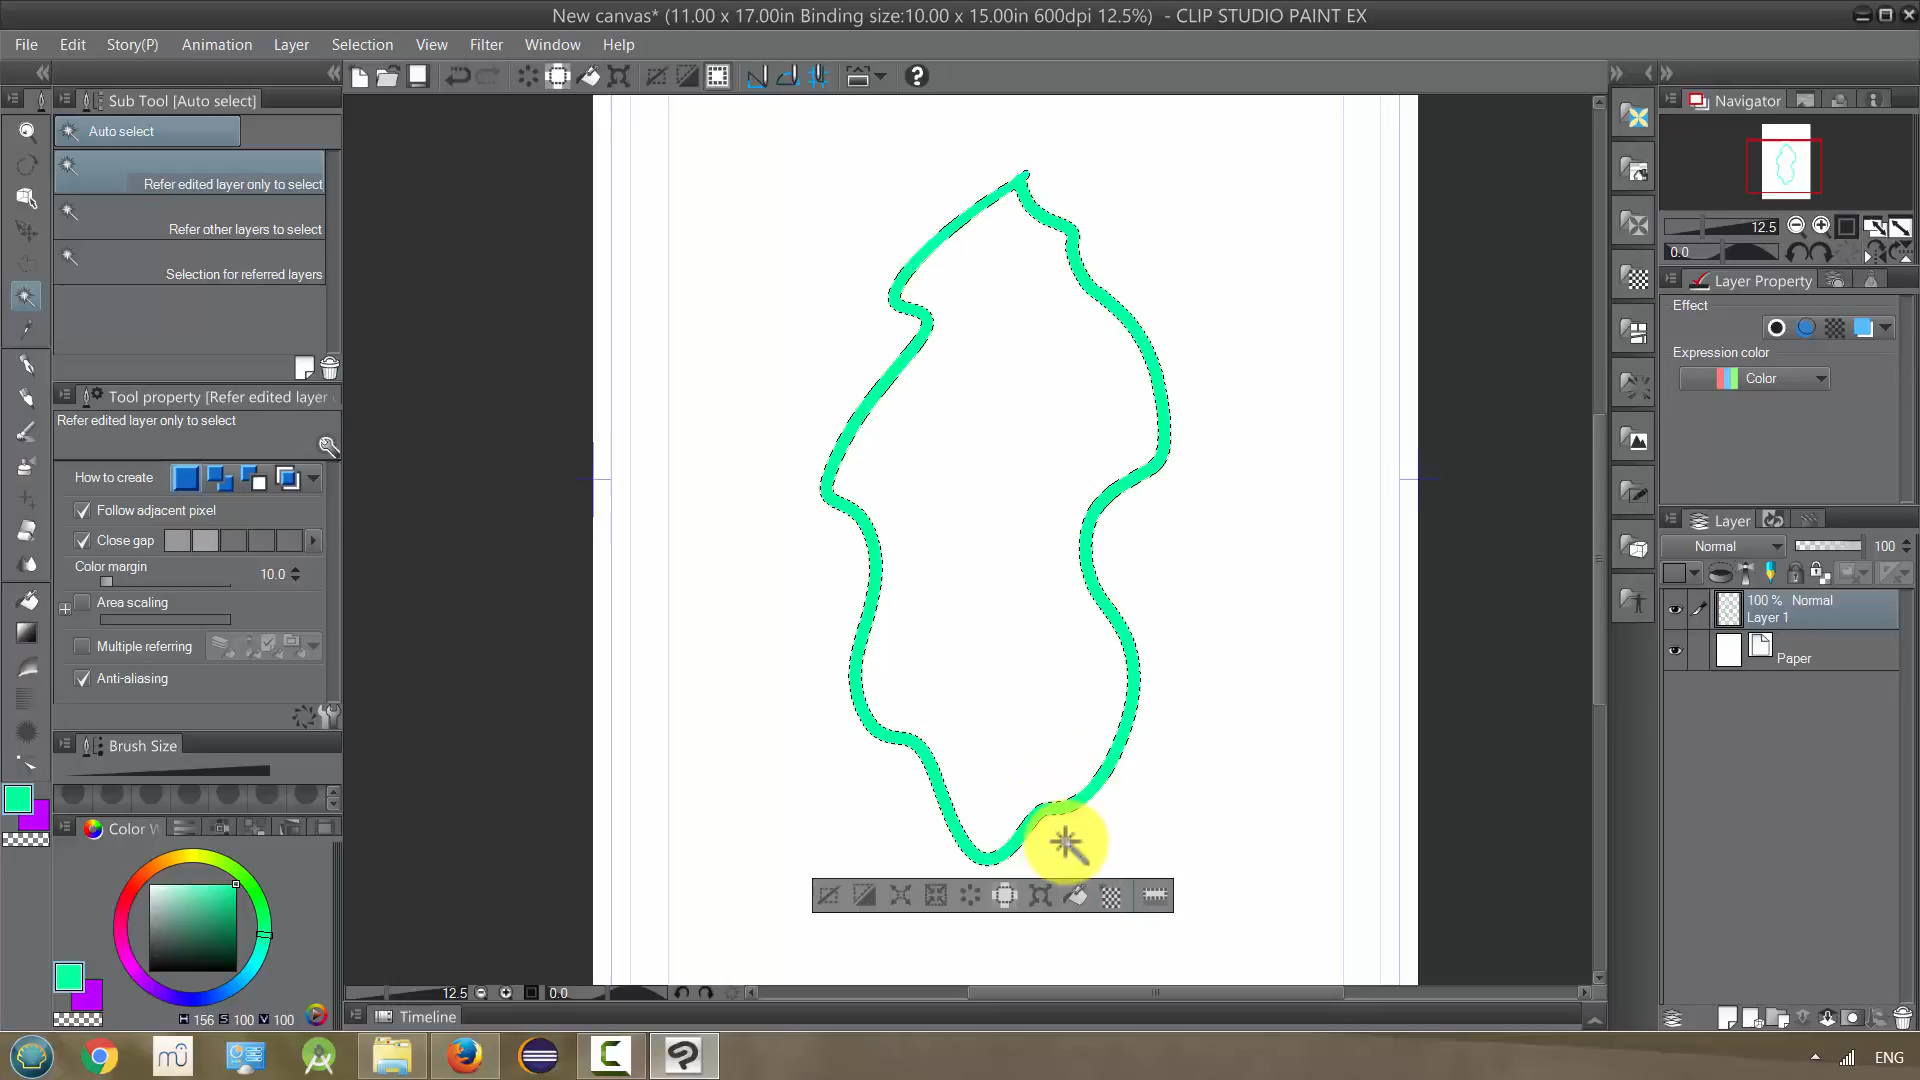 New canvas* (11.00 x 17.00in Binding size:10.00 x 15.00in 600dpi 12.5%)  - CLIP STUDIO PAINT EX
File Edit Story(P) Animation Layer Selection View Filter Window Help
Sub Tool [Auto select]
Auto select
Refer edited layer only to select
Refer other layers to select
Selection for referred layers
Tool property [Refer edited layer
Refer edited layer only to select
How to create
Follow adjacent pixel
Close gap
Color margin
10.0
Area scaling
Multiple referring
Anti-aliasing
Brush Size
Color W
H 156 S 100 V 100
12.5
0.0
Timeline
Navigator
12.5
0.0
Layer Property
Effect
Expression color
Color
Layer
Normal
100
100 % Normal
Layer 1
Paper
ENG